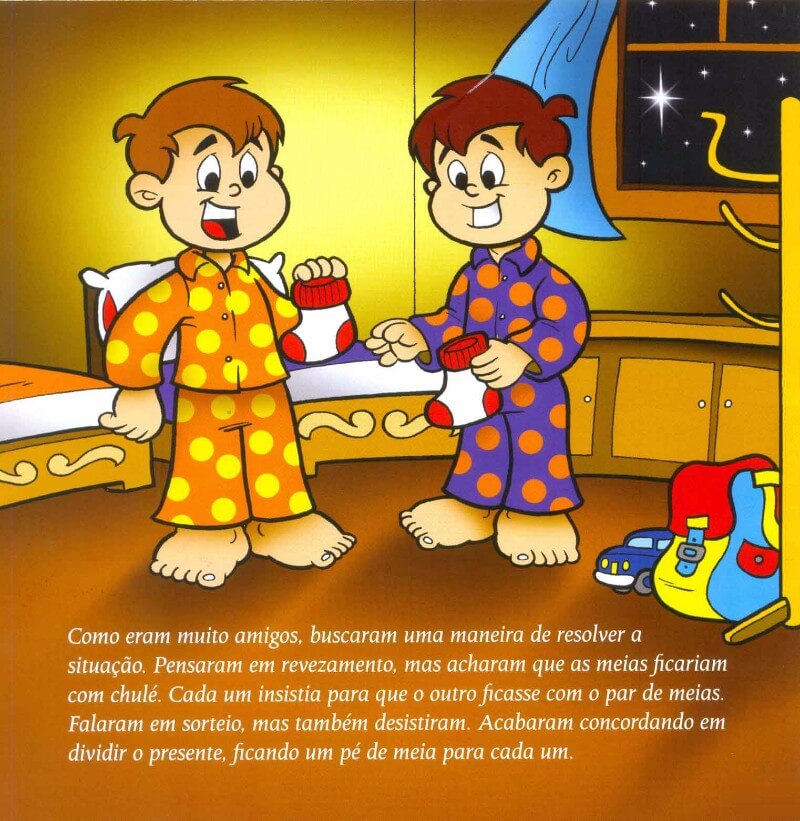 Como eram muito amigos, buscaram uma maneira de resolver a
situação. Pensaram em revezamento, mas acharam que as meias ficariam
com chulé. Cada um insistia para que o outro ficasse com o par de meias.
Falaram em sorteio, mas também desistiram. Acabaram concordando em
dividir o presente, ficando um pé de meia para cada um.